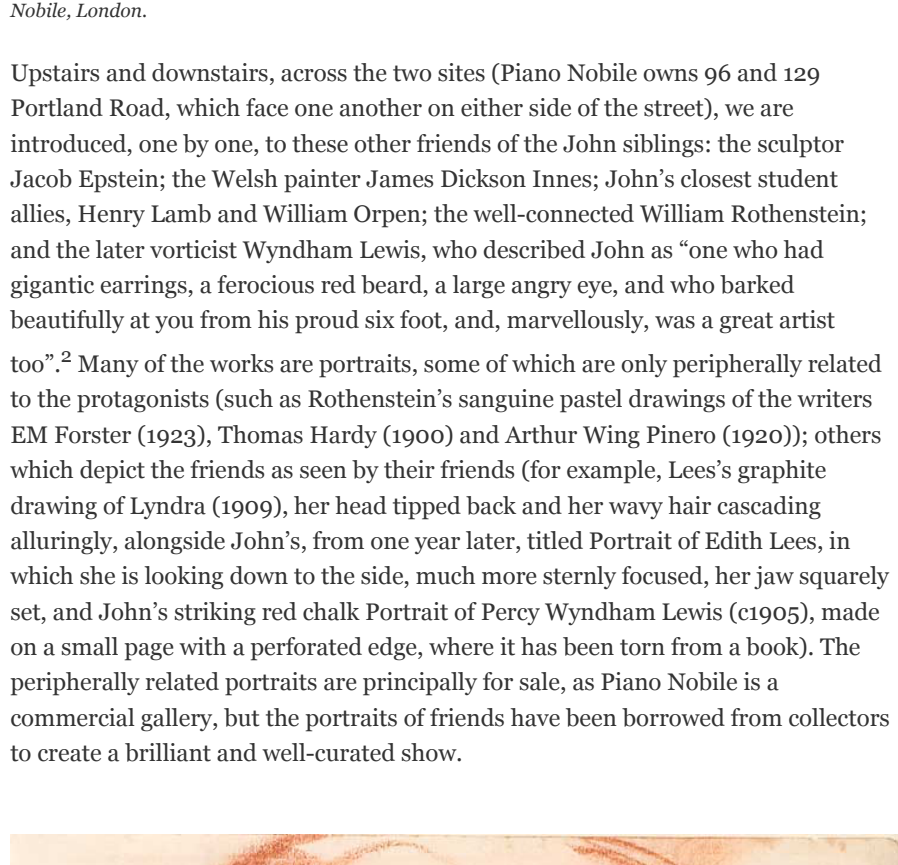 Nobile, London.
Upstairs and downstairs, across the two sites (Piano Nobile owns 96 and 129
Portland Road, which face one another on either side of the street), we are
introduced, one by one, to these other friends of the John siblings: the sculptor
Jacob Epstein; the Welsh painter James Dickson Innes; John’s closest student
allies, Henry Lamb and William Orpen; the well-connected William Rothenstein;
and the later vorticist Wyndham Lewis, who described John as “one who had
gigantic earrings, a ferocious red beard, a large angry eye, and who barked
beautifully at you from his proud six foot, and, marvellously, was a great artist
too”.2 Many of the works are portraits, some of which are only peripherally related
to the protagonists (such as Rothenstein’s sanguine pastel drawings of the writers
EM Forster (1923), Thomas Hardy (1900) and Arthur Wing Pinero (1920)); others
which depict the friends as seen by their friends (for example, Lees’s graphite
drawing of Lyndra (1909), her head tipped back and her wavy hair cascading
alluringly, alongside John’s, from one year later, titled Portrait of Edith Lees, in
which she is looking down to the side, much more sternly focused, her jaw squarely
set, and John’s striking red chalk Portrait of Percy Wyndham Lewis (c1905), made
on a small page with a perforated edge, where it has been torn from a book). The
peripherally related portraits are principally for sale, as Piano Nobile is a
commercial gallery, but the portraits of friends have been borrowed from collectors
to create a brilliant and well-curated show.